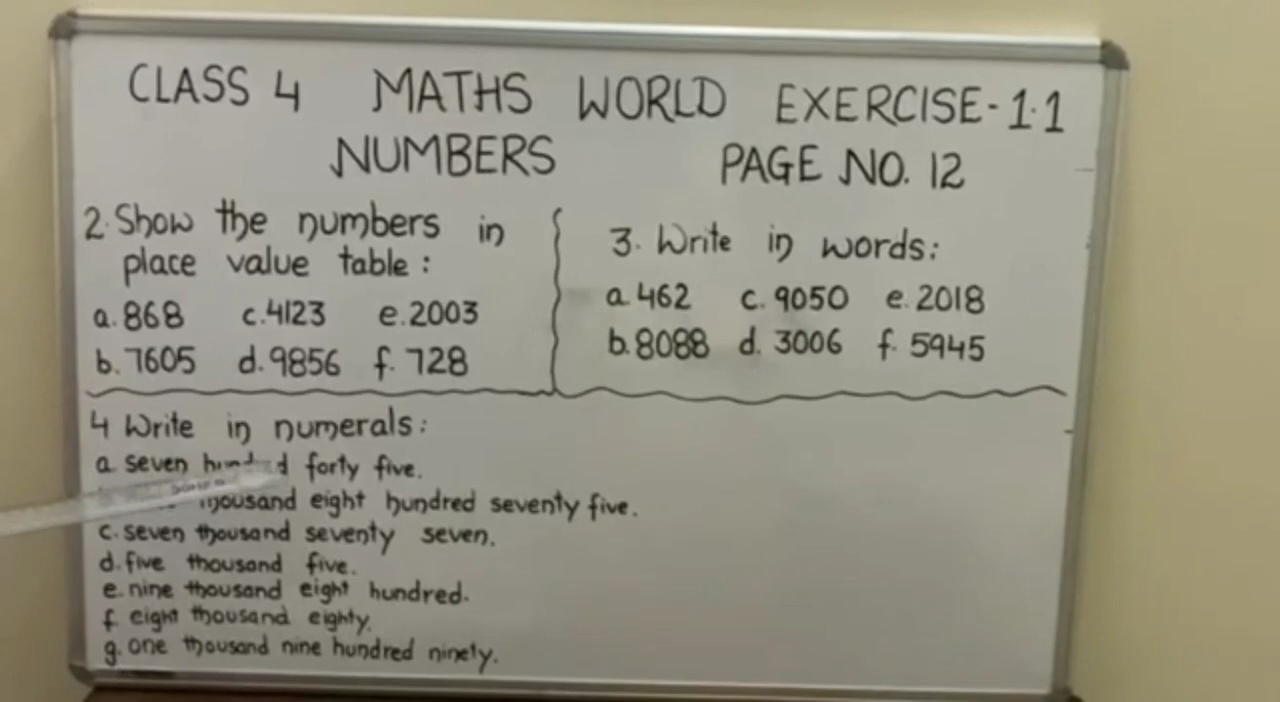 CLASS 4 MATHS WORLD EXERCISE-1.1
NUMBERS PAGE NO. 12
2. Show the numbers in
place value table:
a. 868 c. 4123 e. 2003
b. 7605 d. 9856 f. 728
3. Write in words:
a. 462 c. 9050 e. 2018
b. 8088 d. 3006 f. 5945
4 Write in numerals:
a seven hundred forty five.
thousand eight hundred seventy five.
c. seven thousand seventy seven.
d. five thousand five.
e. nine thousand eight hundred.
f. eight thousand eighty.
g. one thousand nine hundred ninety.